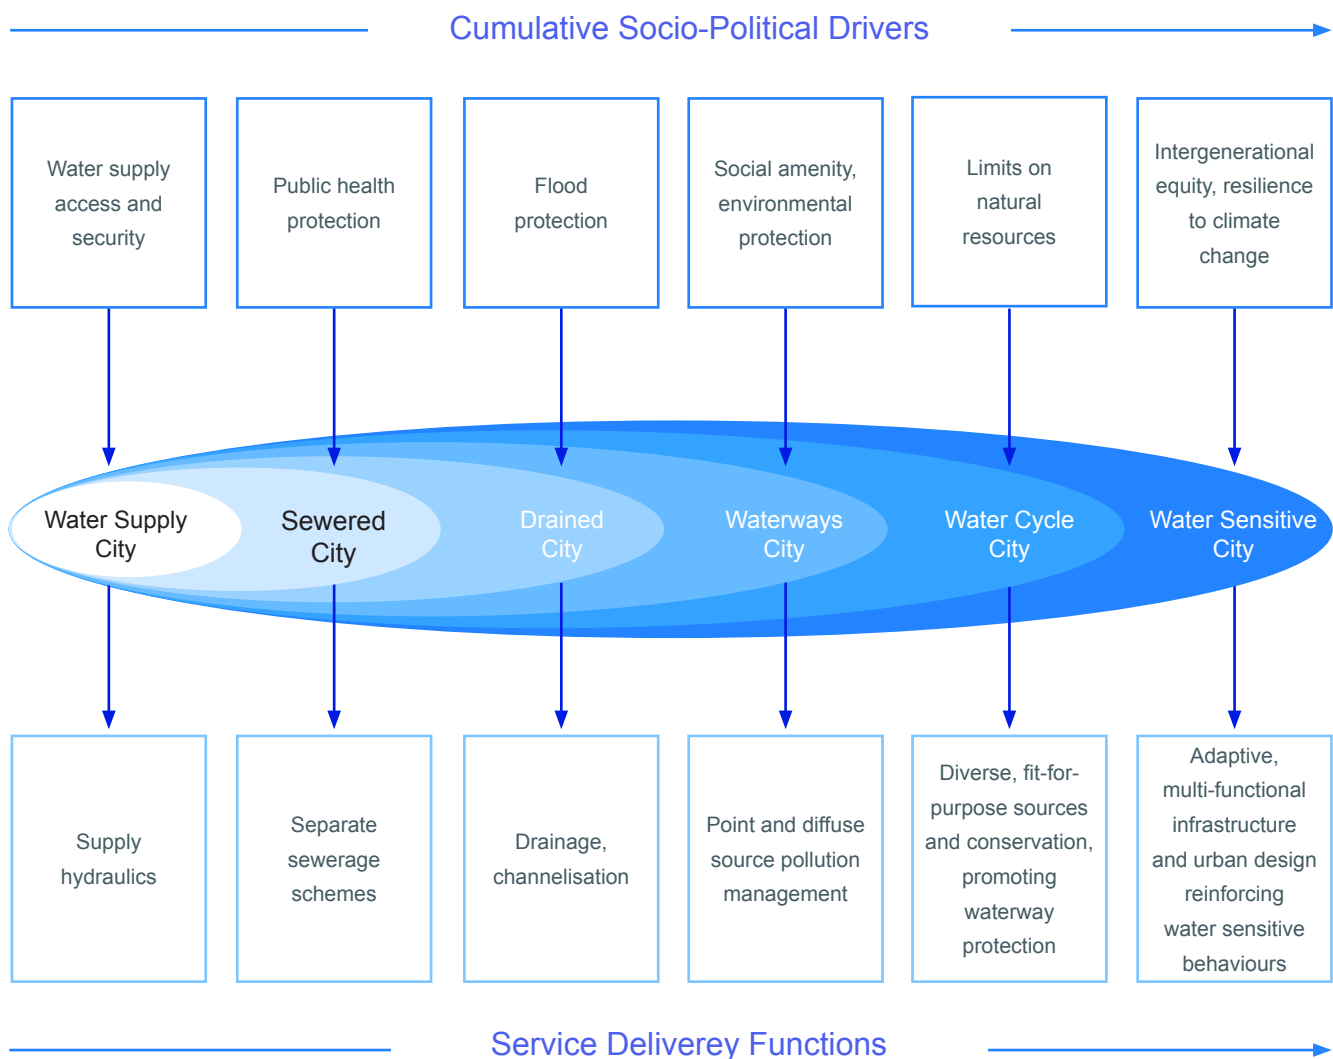 Cumulative Socio-Political Drivers
Water supply
access and
security
Public health
protection
Flood
protection
Social amenity,
environmental
protection
Limits on
natural
resources
Intergenerational
equity, resilience
to climate
change
Water Supply
City
Sewered
City
Drained
City
Waterways
City
Water Cycle
City
Water Sensitive
City
Supply
hydraulics
Separate
sewerage
schemes
Drainage,
channelisation
Point and diffuse
source pollution
management
Diverse, fit-for-
purpose sources
and conservation,
promoting
waterway
protection
Adaptive,
multi-functional
infrastructure
and urban design
reinforcing
water sensitive
behaviours
Service Deliverey Functions